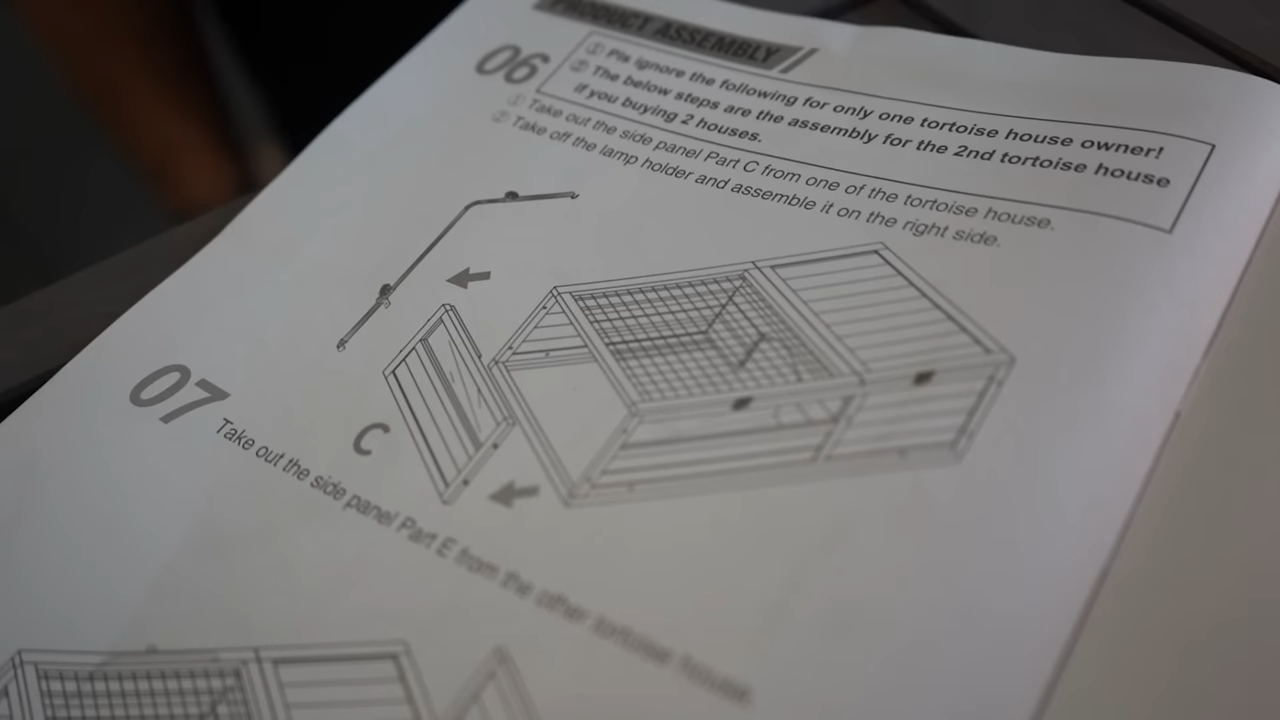 PRODUCT ASSEMBLY
06
① Pls ignore the following for only one tortoise house owner!
② The below steps are the assembly for the 2nd tortoise house
if you buying 2 houses.
① Take out the side panel Part C from one of the tortoise house.
② Take off the lamp holder and assemble it on the right side.
C
07
Take out the side panel Part E from the other tortoise house.